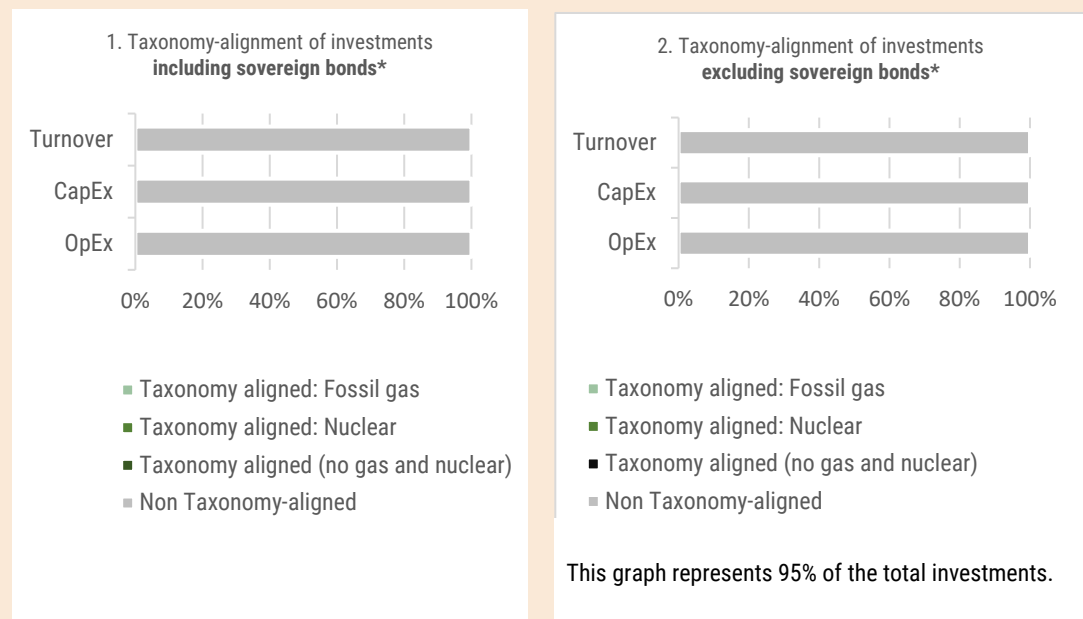 1. Taxonomy-alignment of investments
including sovereign bonds*
Turnover
CapEx
OpEx
0% 20% 40% 60% 80% 100%
Taxonomy aligned: Fossil gas
Taxonomy aligned: Nuclear
Taxonomy aligned (no gas and nuclear)
Non Taxonomy-aligned
2. Taxonomy-alignment of investments
excluding sovereign bonds*
Turnover
CapEx
OpEx
0% 20% 40% 60% 80% 100%
Taxonomy aligned: Fossil gas
Taxonomy aligned: Nuclear
Taxonomy aligned (no gas and nuclear)
Non Taxonomy-aligned
This graph represents 95% of the total investments.